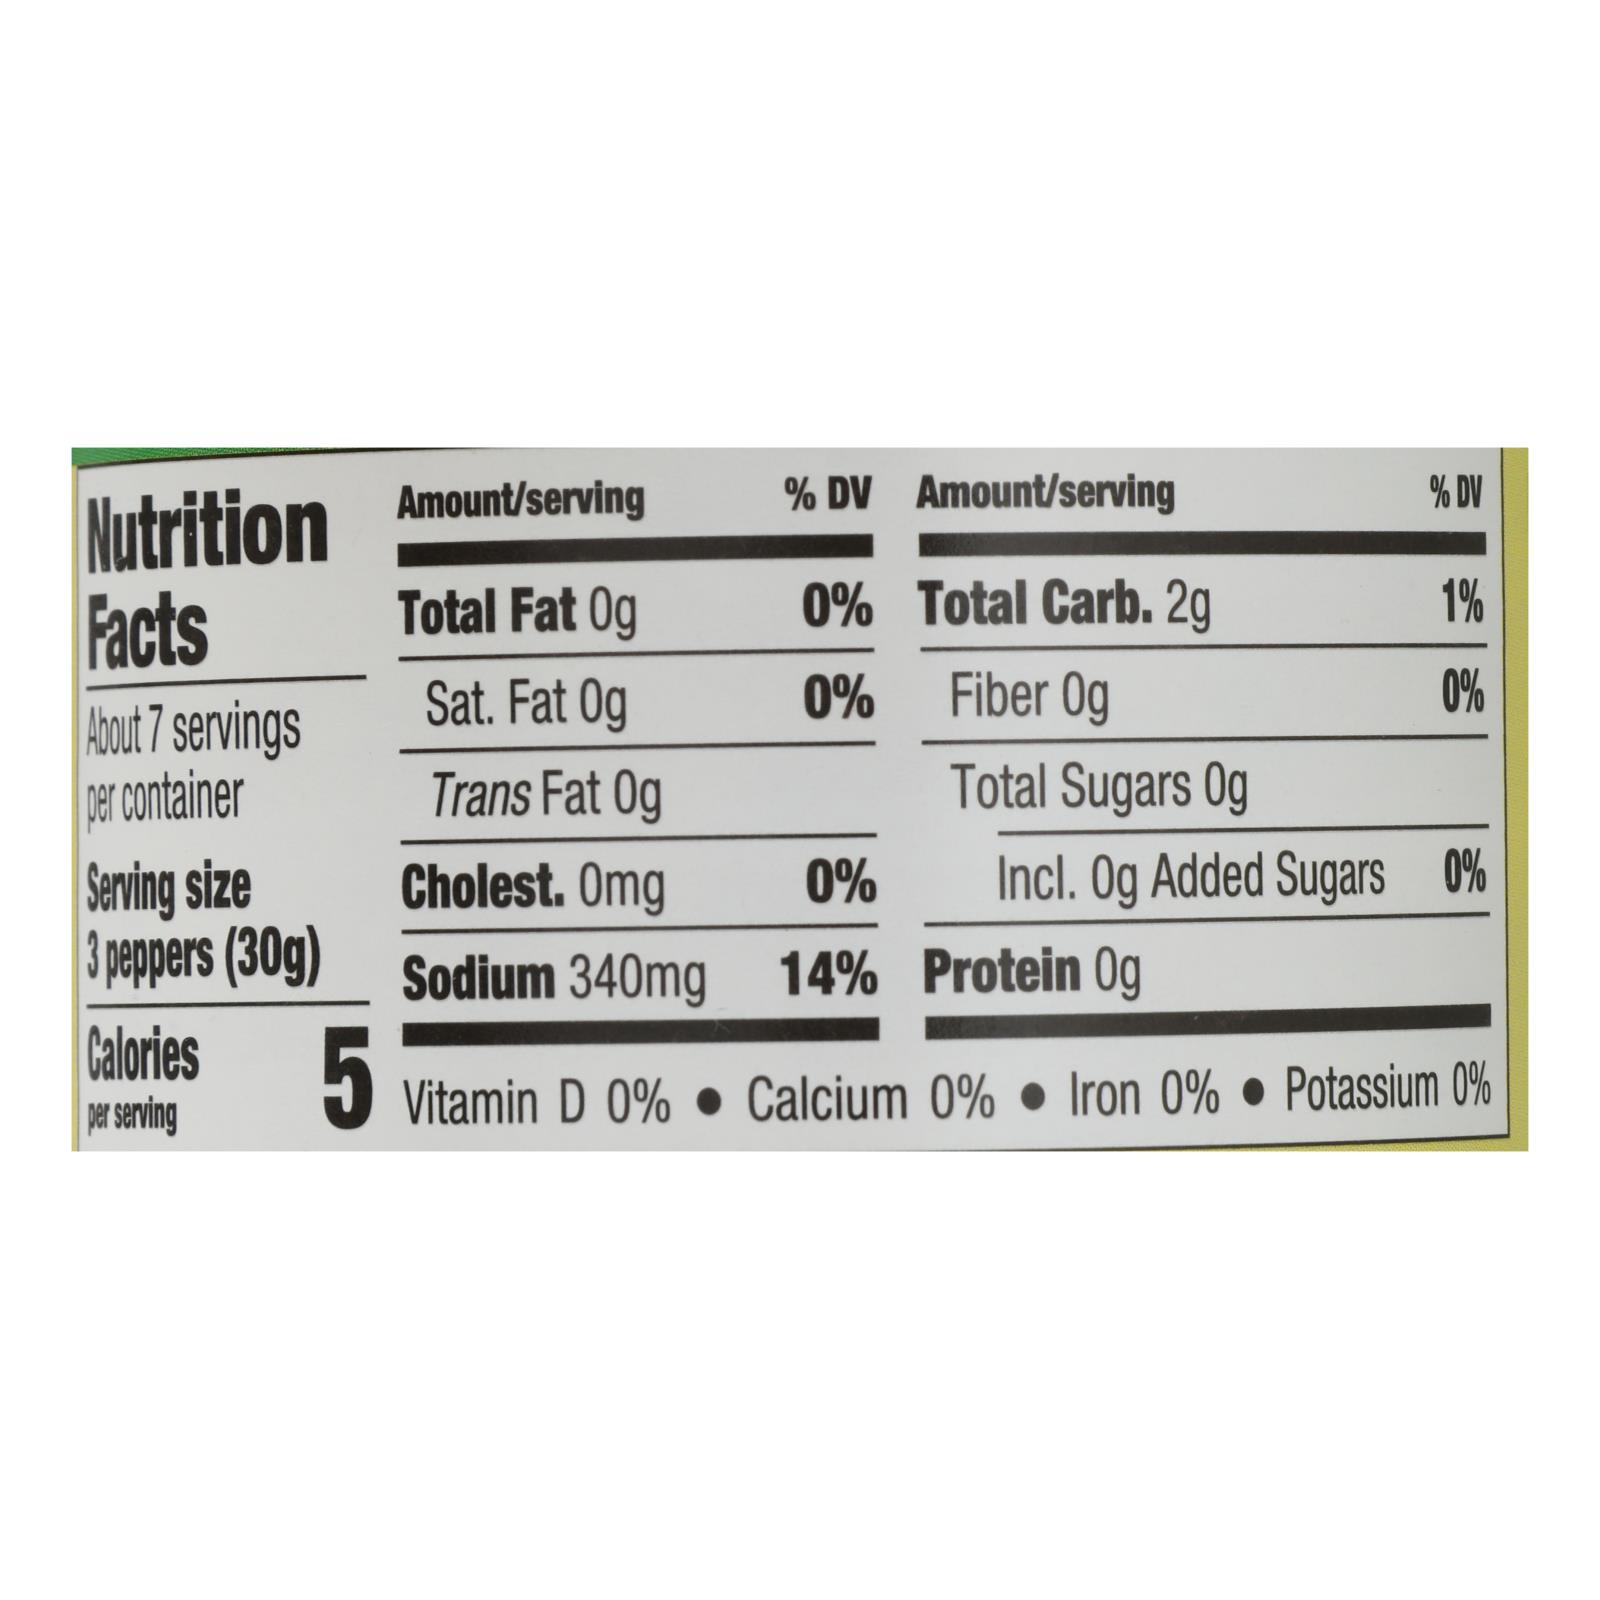 Nutrition
Facts
About 7 servings
per container
Serving size
3 peppers (30g)
Calories 5
per serving
Amount/serving % DV
Total Fat 0g 0%
Sat. Fat 0g 0%
Trans Fat 0g
Cholest. 0mg 0%
Sodium 340mg 14%
Amount/serving % DV
Total Carb. 2g 1%
Fiber 0g 0%
Total Sugars 0g
Incl. 0g Added Sugars 0%
Protein 0g
Vitamin D 0% • Calcium 0% • Iron 0% • Potassium 0%